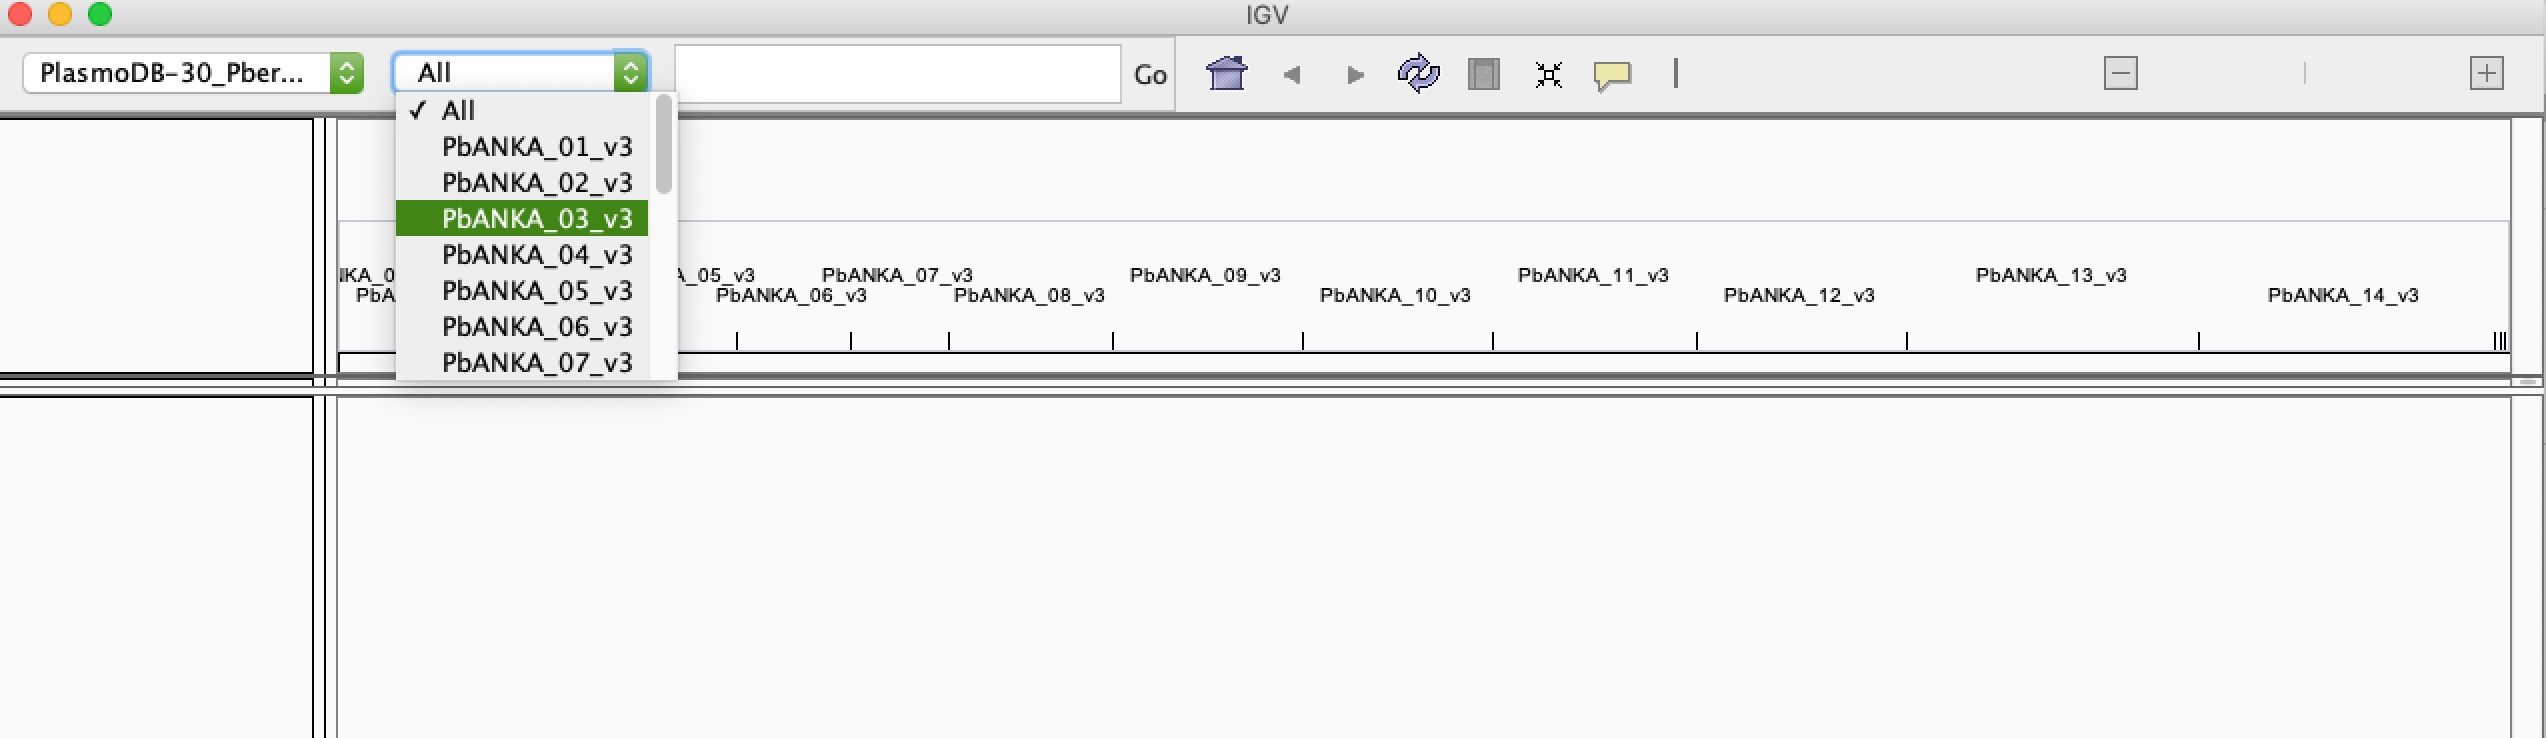 IGV
PlasmoDB-30_Pber...
All
Go
All
PbANKA_01_v3
PbANKA_02_v3
PbANKA_03_v3
PbANKA_04_v3
PbANKA_05_v3
PbANKA_06_v3
PbANKA_07_v3
NKA_0 A_05_v3 PbANKA_07_v3 PbANKA_09_v3 PbANKA_11_v3 PbANKA_13_v3
PbA PbANKA_06_v3 PbANKA_08_v3 PbANKA_10_v3 PbANKA_12_v3 PbANKA_14_v3